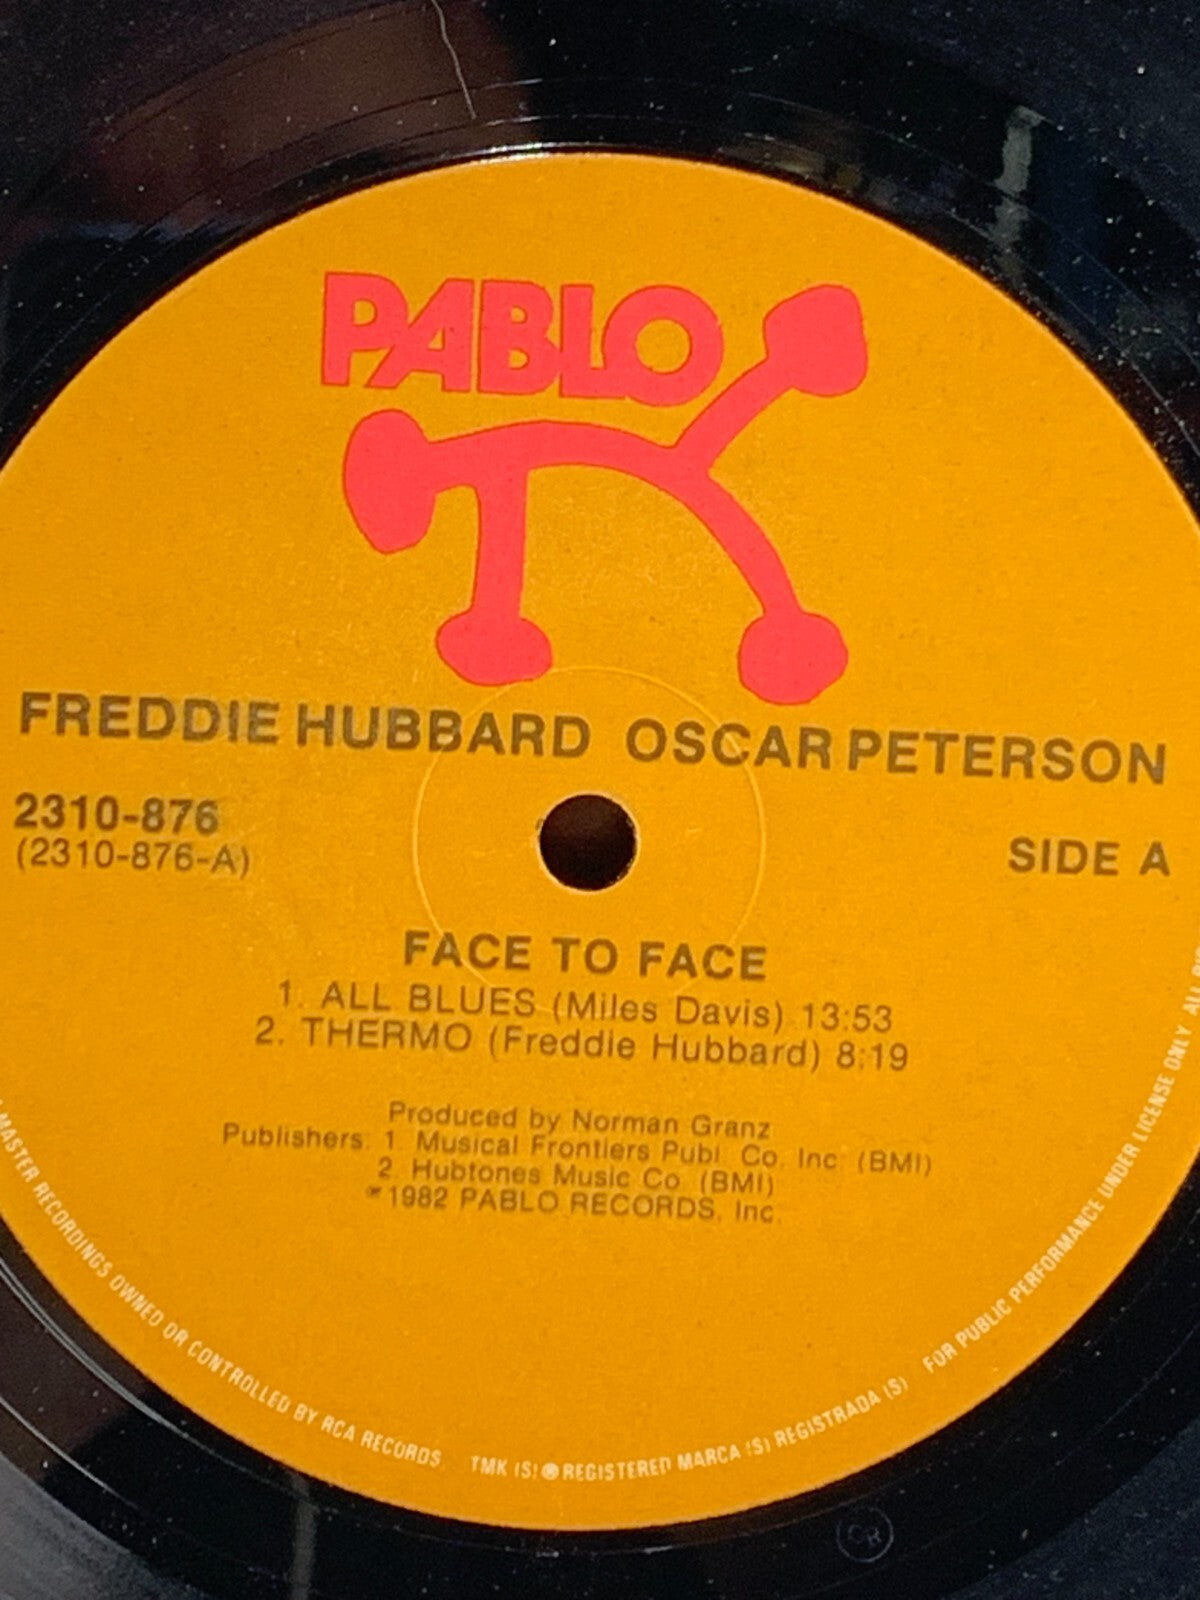 PABLO
FREDDIE HUBBARD OSCAR PETERSON
2310-876
(2310-876-A)
SIDE A
FACE TO FACE
1. ALL BLUES (Miles Davis) 13:53
2. THERMO (Freddie Hubbard) 8:19
Produced by Norman Granz
Publishers: 1. Musical Frontiers Publ. Co. Inc. (BMI)
2. Hubtones Music Co. (BMI)
℗1982 PABLO RECORDS, Inc.
MASTER RECORDINGS OWNED OR CONTROLLED BY RCA RECORDS. TMK (S) ® REGISTERED MARCA (S) REGISTRADA (S) FOR PUBLIC PERFORMANCE UNDER LICENSE ONLY. ALL
CR